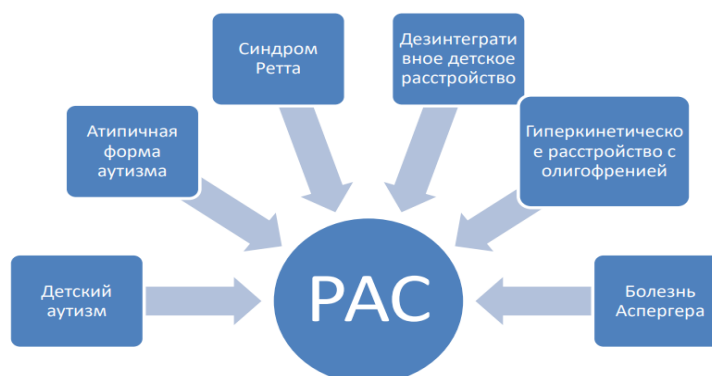 Синдром
Ретта
Дезинтеграти
вное детское
расстройство
Атипичная
форма
аутизма
Гиперкинетическо
е расстройство с
олигофренией
Детский
аутизм
РАС
Болезнь
Аспергера